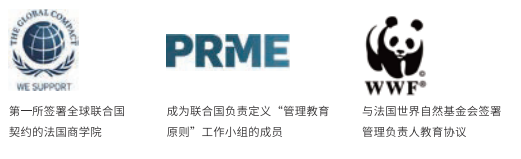 THE GLOBAL COMPACT
WE SUPPORT
第一所签署全球联合国
契约的法国商学院
PRME
成为联合国负责定义“管理教育
原则”工作小组的成员
WWF®
与法国世界自然基金会签署
管理负责人教育协议